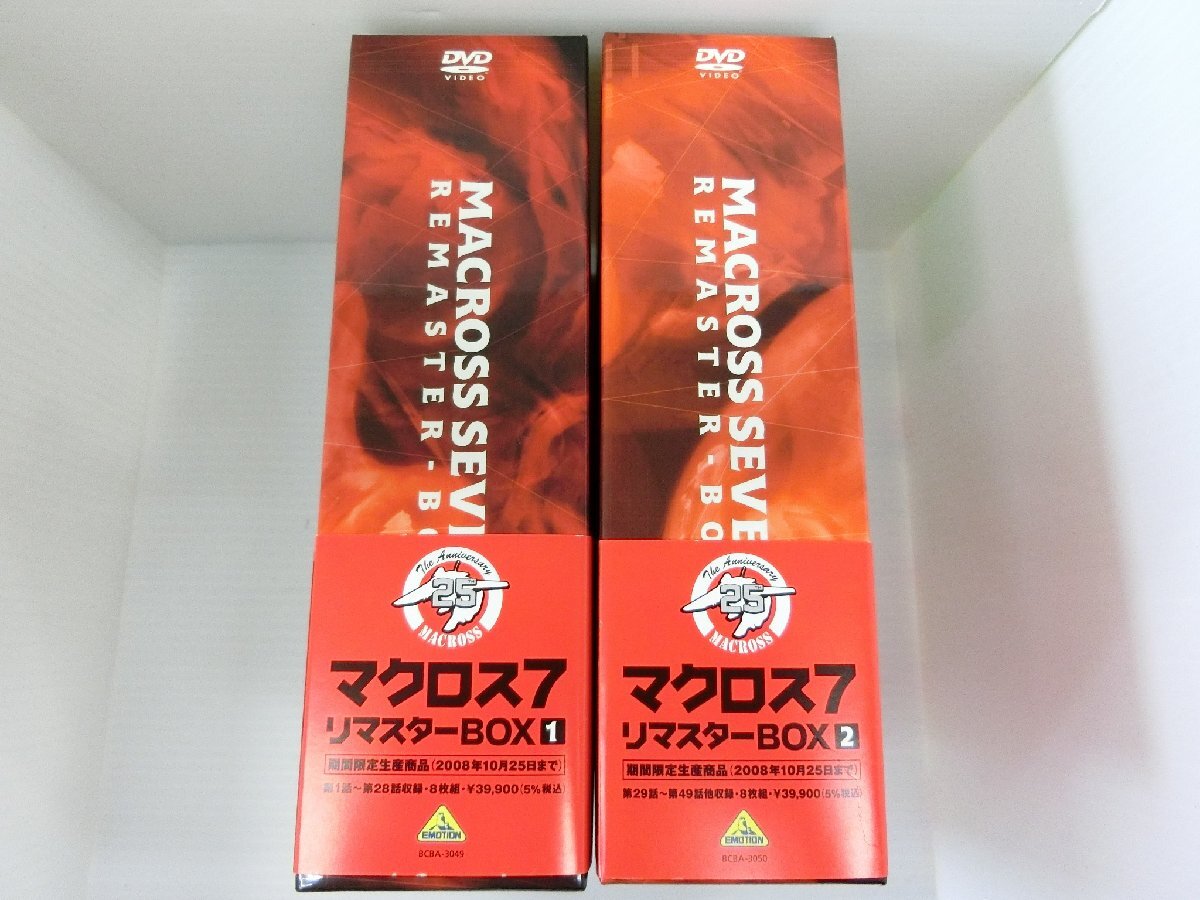 DVD
VIDEO
MACROSS SEVE
REMASTER-BO
The Anniversary
25
MACROSS
マクロス7
リマスターBOX 1
期間限定生産商品(2008年10月25日まで)
第1話～第28話収録・8枚組・¥39,900(5%税込)
EMOTION
BCBA-3049
DVD
VIDEO
MACROSS SEVE
REMASTER-BO
The Anniversary
25
MACROSS
マクロス7
リマスターBOX 2
期間限定生産商品(2008年10月25日まで)
第29話～第49話他収録・8枚組・¥39,900(5%税込)
EMOTION
BCBA-3050